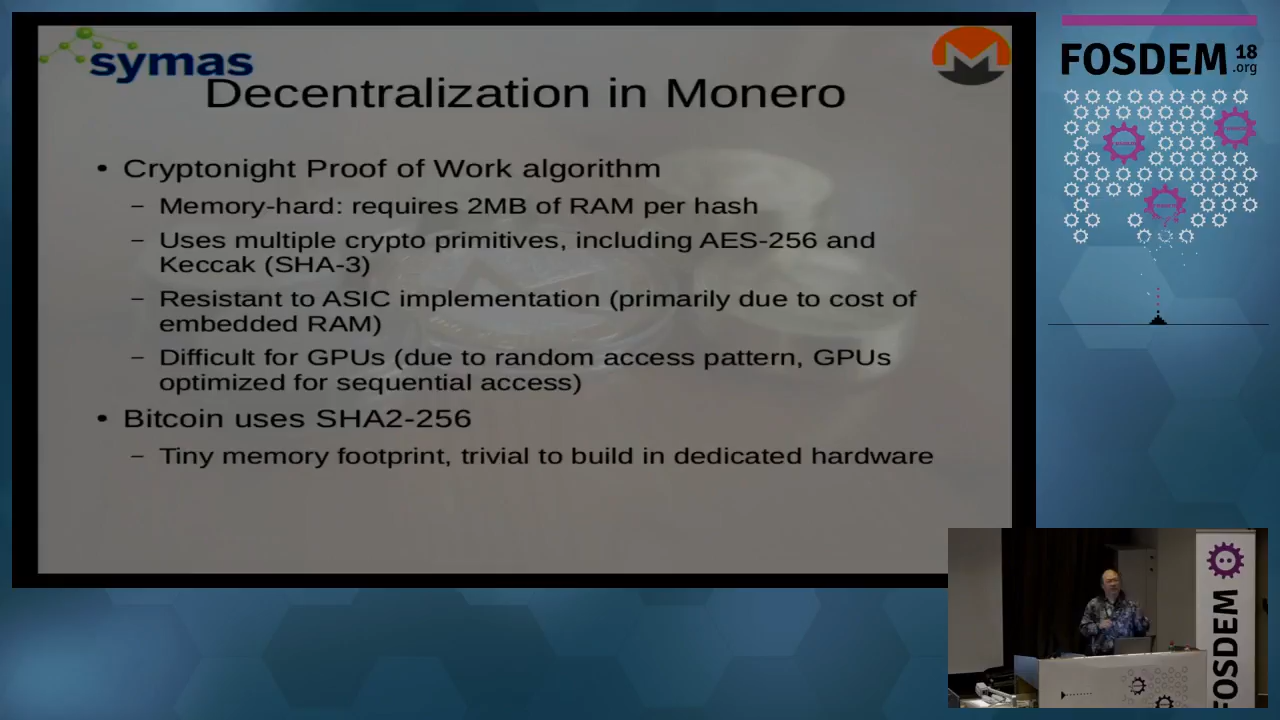 symas
Decentralization in Monero
• Cryptonight Proof of Work algorithm
– Memory-hard: requires 2MB of RAM per hash
– Uses multiple crypto primitives, including AES-256 and
Keccak (SHA-3)
– Resistant to ASIC implementation (primarily due to cost of
embedded RAM)
– Difficult for GPUs (due to random access pattern, GPUs
optimized for sequential access)
• Bitcoin uses SHA2-256
– Tiny memory footprint, trivial to build in dedicated hardware
FOSDEM 18
.org
FOSDEM